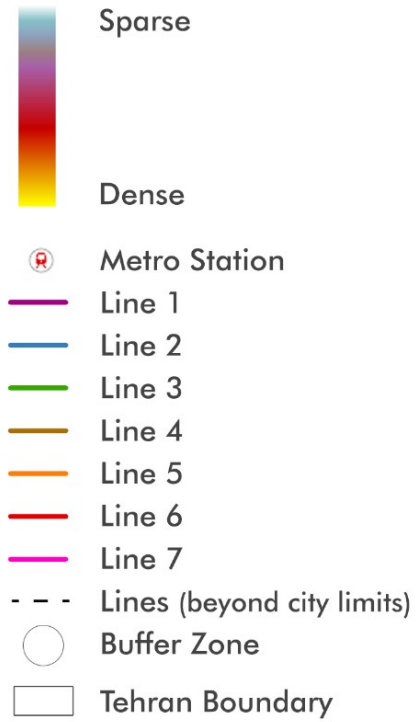 Sparse
Dense
Metro Station
Line 1
Line 2
Line 3
Line 4
Line 5
Line 6
Line 7
Lines (beyond city limits)
Buffer Zone
Tehran Boundary